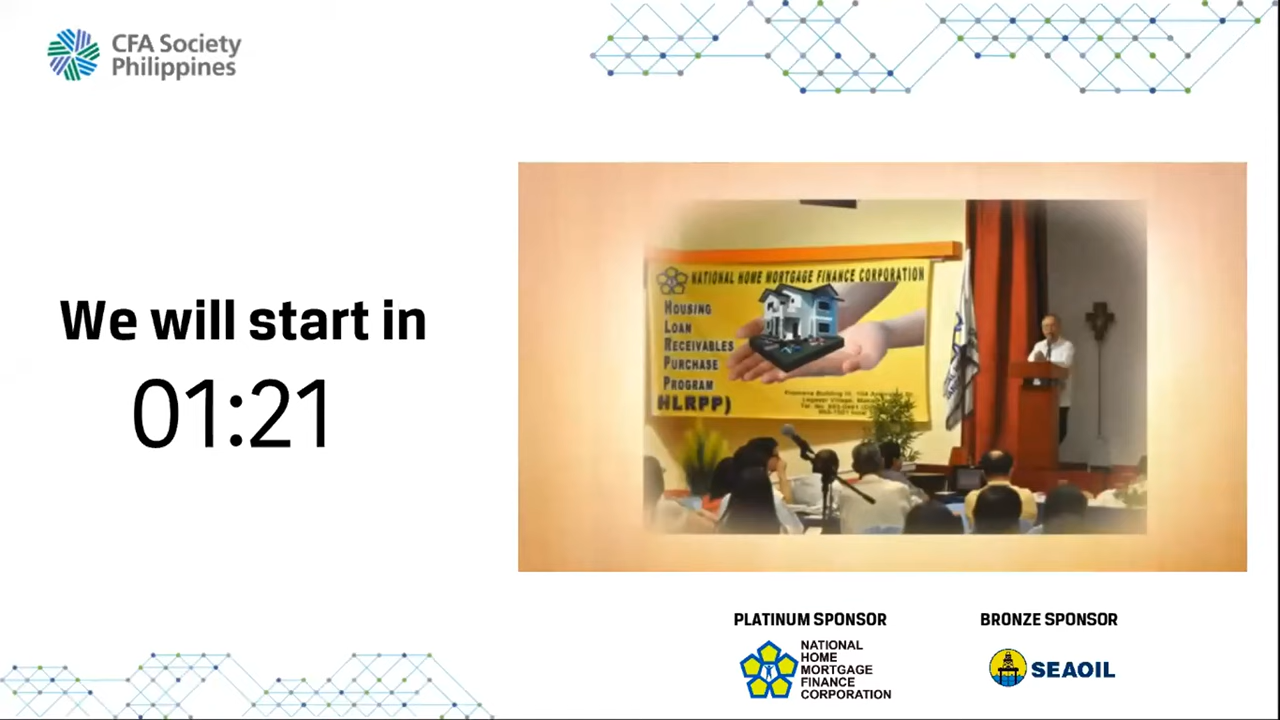 CFA Society
Philippines
We will start in
01:21
NATIONAL HOME MORTGAGE FINANCE CORPORATION
HOUSING
LOAN
RECEIVABLES
PURCHASE
PROGRAM
HLRPP)
PLATINUM SPONSOR
NATIONAL
HOME
MORTGAGE
FINANCE
CORPORATION
BRONZE SPONSOR
SEAOIL